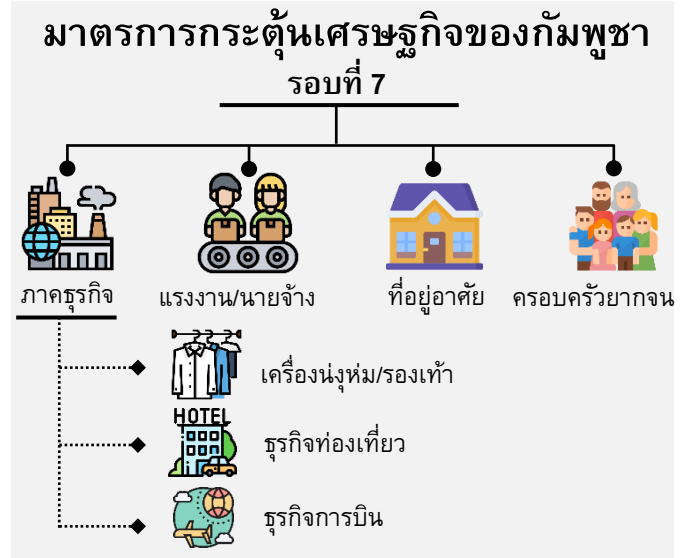 มาตรการกระตุ้นเศรษฐกิจของกัมพูชา
รอบที่ 7
ภาคธุรกิจ
แรงงาน/นายจ้าง
ที่อยู่อาศัย
ครอบครัวยากจน
เครื่องน่งุห่ม/รองเท้า
HOTEL
ธุรกิจท่องเที่ยว
ธุรกิจการบิน